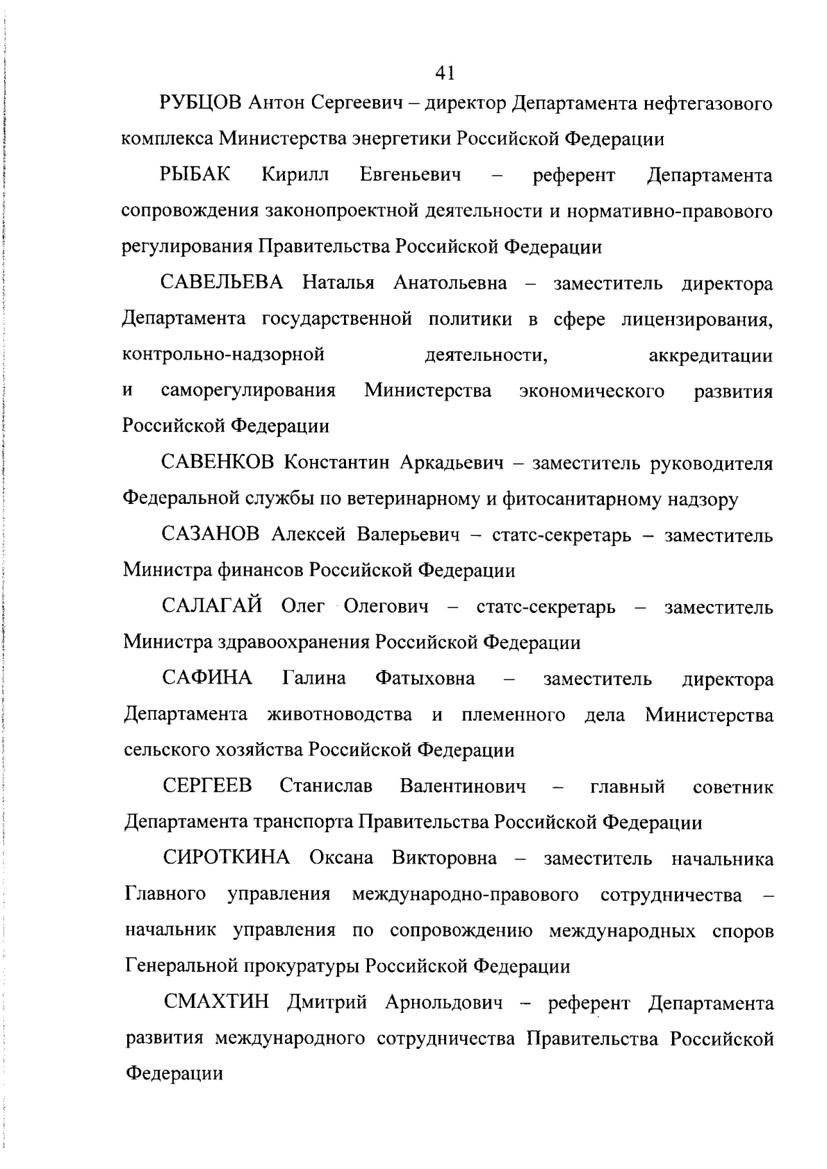 41
РУБЦОВ Антон Сергеевич – директор Департамента нефтегазового
комплекса Министерства энергетики Российской Федерации
РЫБАК Кирилл Евгеньевич – референт Департамента
сопровождения законопроектной деятельности и нормативно-правового
регулирования Правительства Российской Федерации
САВЕЛЬЕВА Наталья Анатольевна – заместитель директора
Департамента государственной политики в сфере лицензирования,
контрольно-надзорной деятельности, аккредитации
и саморегулирования Министерства экономического развития
Российской Федерации
САВЕНКОВ Константин Аркадьевич – заместитель руководителя
Федеральной службы по ветеринарному и фитосанитарному надзору
САЗАНОВ Алексей Валерьевич – статс-секретарь – заместитель
Министра финансов Российской Федерации
САЛАГАЙ Олег Олегович – статс-секретарь – заместитель
Министра здравоохранения Российской Федерации
САФИНА Галина Фатыховна – заместитель директора
Департамента животноводства и племенного дела Министерства
сельского хозяйства Российской Федерации
СЕРГЕЕВ Станислав Валентинович – главный советник
Департамента транспорта Правительства Российской Федерации
СИРОТКИНА Оксана Викторовна – заместитель начальника
Главного управления международно-правового сотрудничества –
начальник управления по сопровождению международных споров
Генеральной прокуратуры Российской Федерации
СМАХТИН Дмитрий Арнольдович – референт Департамента
развития международного сотрудничества Правительства Российской
Федерации